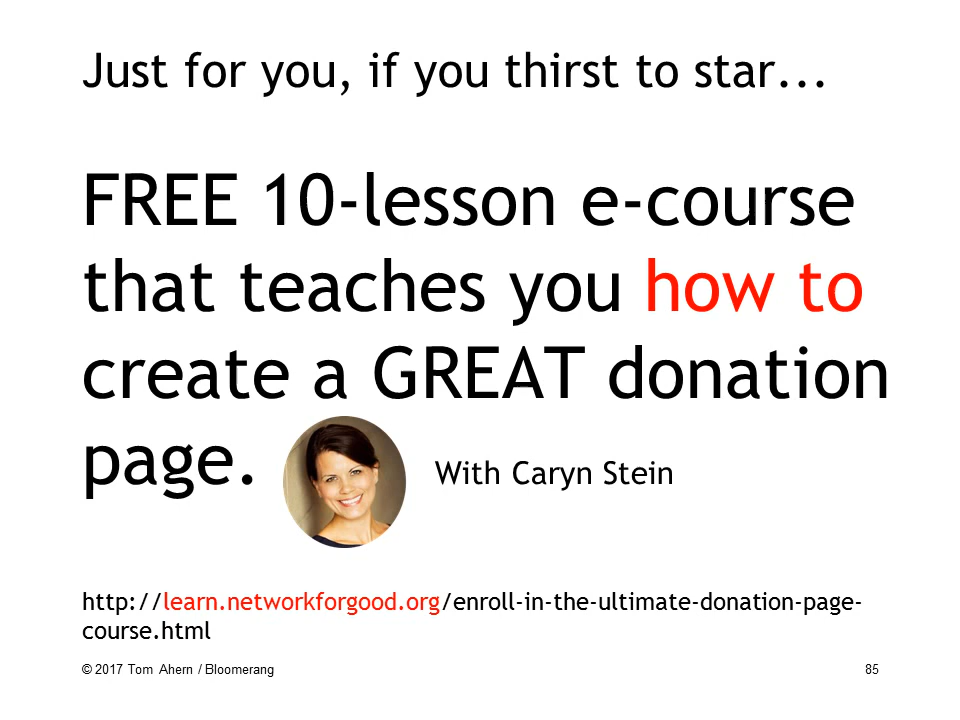 Just for you, if you thirst to star...
FREE 10-lesson e-course
that teaches you how to
create a GREAT donation
page.
With Caryn Stein
http://learn.networkforgood.org/enroll-in-the-ultimate-donation-page-
course.html
© 2017 Tom Ahern / Bloomerang 85